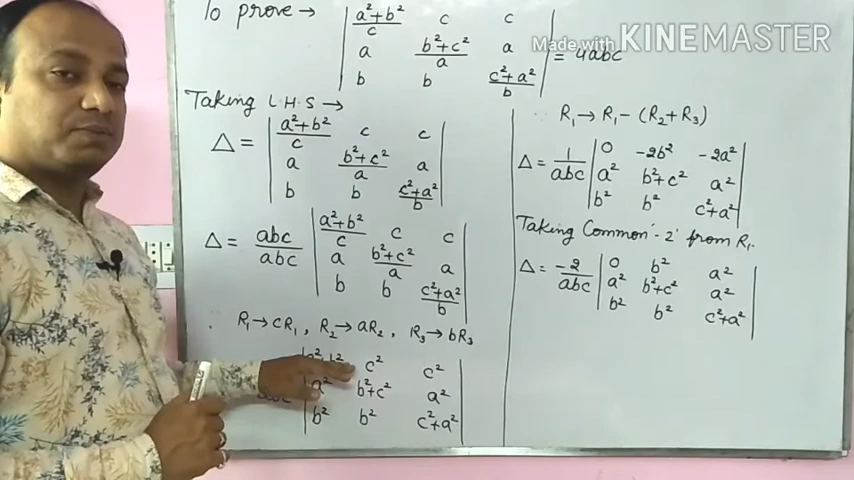 To prove → | (a²+b²)/c c c |
| a (b²+c²)/a a | = 4abc
| b b (c²+a²)/b |
Made with KINEMASTER
Taking L.H.S →
Δ = | (a²+b²)/c c c |
| a (b²+c²)/a a |
| b b (c²+a²)/b |
Δ = abc/abc | (a²+b²)/c c c |
| a (b²+c²)/a a |
| b b (c²+a²)/b |
R₁→cR₁, R₂→aR₂, R₃→bR₃
| a²+b² c² c² |
| a² b²+c² a² |
| b² b² c²+a² |
R₁→R₁-(R₂+R₃)
Δ = 1/abc | 0 -2b² -2a² |
| a² b²+c² a² |
| b² b² c²+a² |
Taking Common '-2' from R₁.
Δ = -2/abc | 0 b² a² |
| a² b²+c² a² |
| b² b² c²+a² |